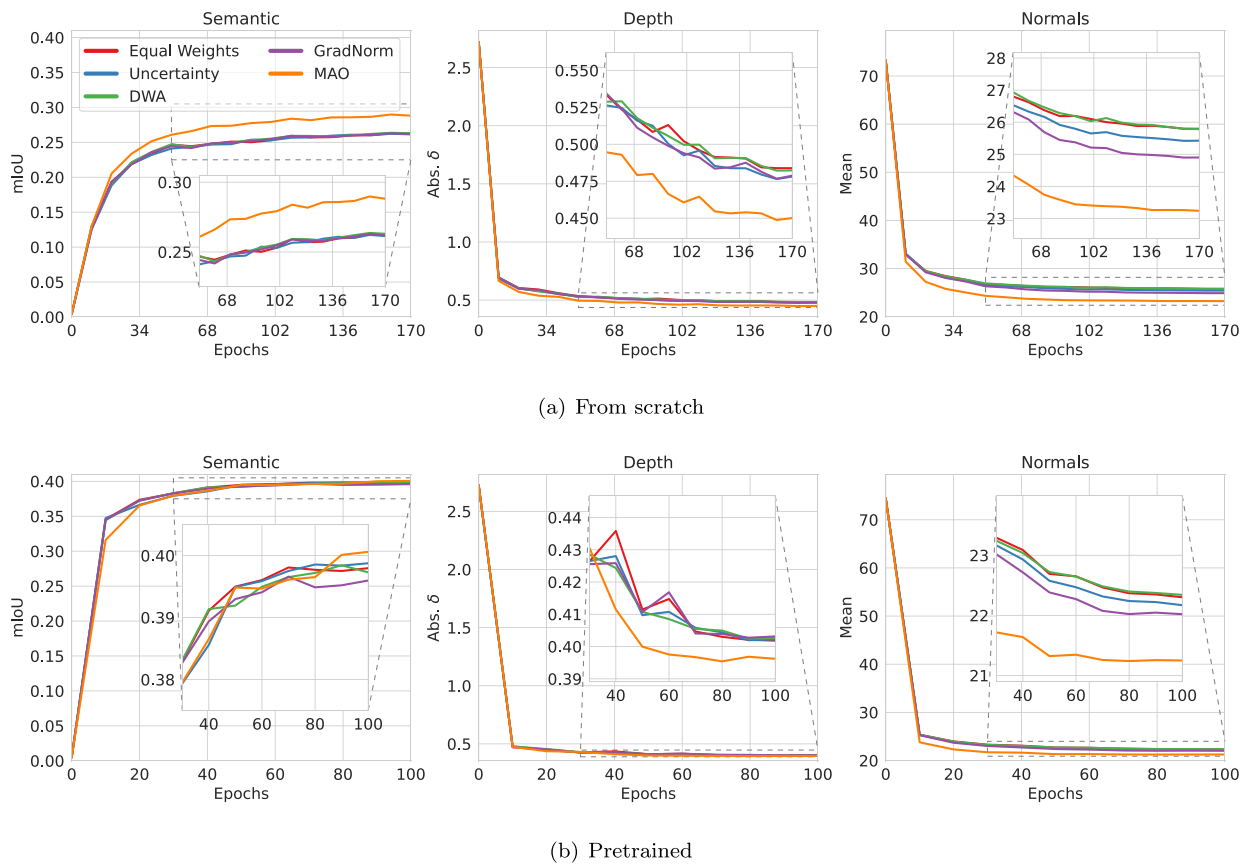 Semantic
Depth
Normals
0.40
0.35
0.30
0.25
0.20
0.15
0.10
0.05
0.00
mIoU
Equal Weights
Uncertainty
DWA
GradNorm
MAO
0.30
0.25
68 102 136 170
0 34 68 102 136 170
Epochs
2.5
2.0
1.5
1.0
0.5
Abs. δ
0.550
0.525
0.500
0.475
0.450
68 102 136 170
0 34 68 102 136 170
Epochs
70
60
50
40
30
20
Mean
28
27
26
25
24
23
68 102 136 170
0 34 68 102 136 170
Epochs
(a) From scratch
Semantic
Depth
Normals
0.40
0.35
0.30
0.25
0.20
0.15
0.10
0.05
0.00
mIoU
0.40
0.39
0.38
40 60 80 100
0 20 40 60 80 100
Epochs
2.5
2.0
1.5
1.0
0.5
Abs. δ
0.44
0.43
0.42
0.41
0.40
0.39
40 60 80 100
0 20 40 60 80 100
Epochs
70
60
50
40
30
20
Mean
23
22
21
40 60 80 100
0 20 40 60 80 100
Epochs
(b) Pretrained